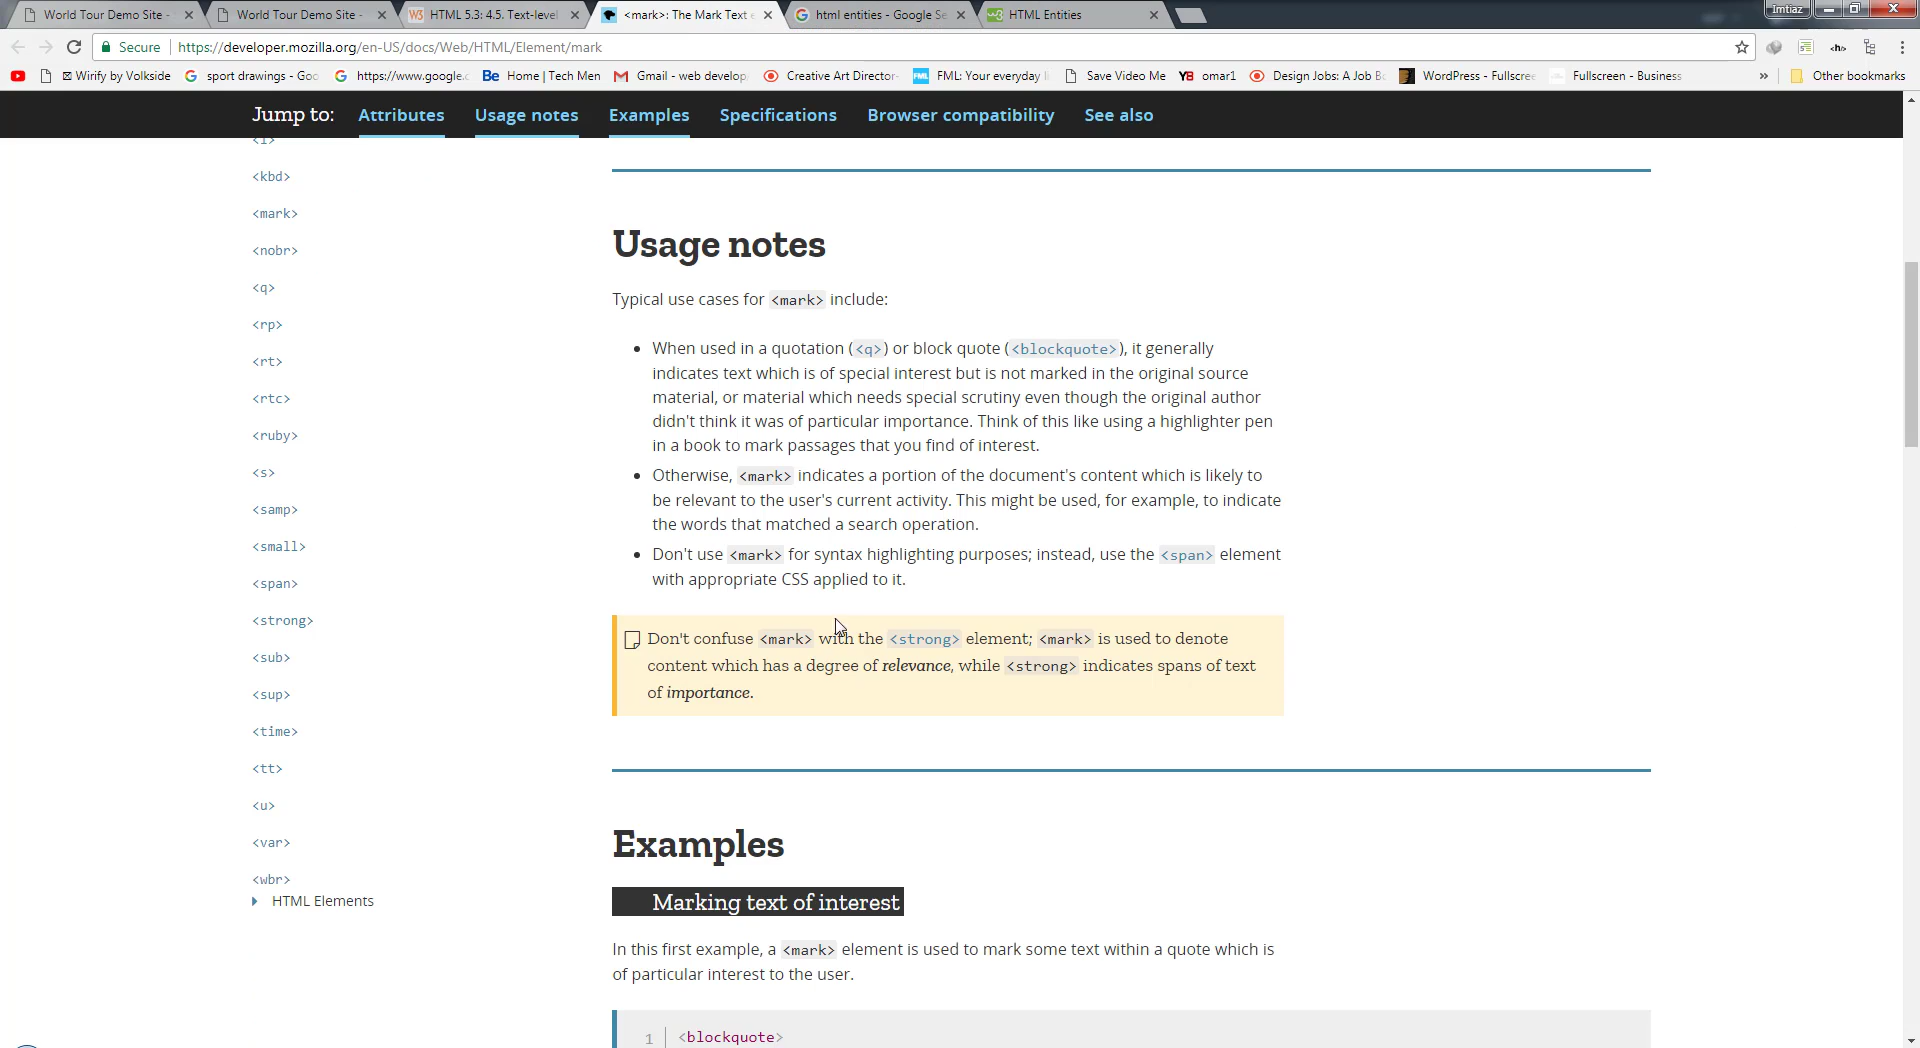 World Tour Demo Site -
World Tour Demo Site -
HTML 5.3: 4.5. Text-level
<mark>: The Mark Text e
html entities - Google Se
HTML Entities
Imtiaz
Secure
https://developer.mozilla.org/en-US/docs/Web/HTML/Element/mark
Wirify by Volkside
sport drawings - Goo
https://www.google.c
Home | Tech Men
Gmail - web develop
Creative Art Director-
FML: Your everyday l
Save Video Me
omar1
Design Jobs: A Job Bo
WordPress - Fullscree
Fullscreen - Business
»
Other bookmarks
Jump to: Attributes Usage notes Examples Specifications Browser compatibility See also
<i>
<kbd>
<mark>
<nobr>
<q>
<rp>
<rt>
<rtc>
<ruby>
<s>
<samp>
<small>
<span>
<strong>
<sub>
<sup>
<time>
<tt>
<u>
<var>
<wbr>
HTML Elements
Usage notes
Typical use cases for <mark> include:
When used in a quotation (<q>) or block quote (<blockquote>), it generally
indicates text which is of special interest but is not marked in the original source
material, or material which needs special scrutiny even though the original author
didn't think it was of particular importance. Think of this like using a highlighter pen
in a book to mark passages that you find of interest.
Otherwise, <mark> indicates a portion of the document's content which is likely to
be relevant to the user's current activity. This might be used, for example, to indicate
the words that matched a search operation.
Don't use <mark> for syntax highlighting purposes; instead, use the <span> element
with appropriate CSS applied to it.
Don't confuse <mark> with the <strong> element; <mark> is used to denote
content which has a degree of relevance, while <strong> indicates spans of text
of importance.
Examples
Marking text of interest
In this first example, a <mark> element is used to mark some text within a quote which is
of particular interest to the user.
1 <blockquote>